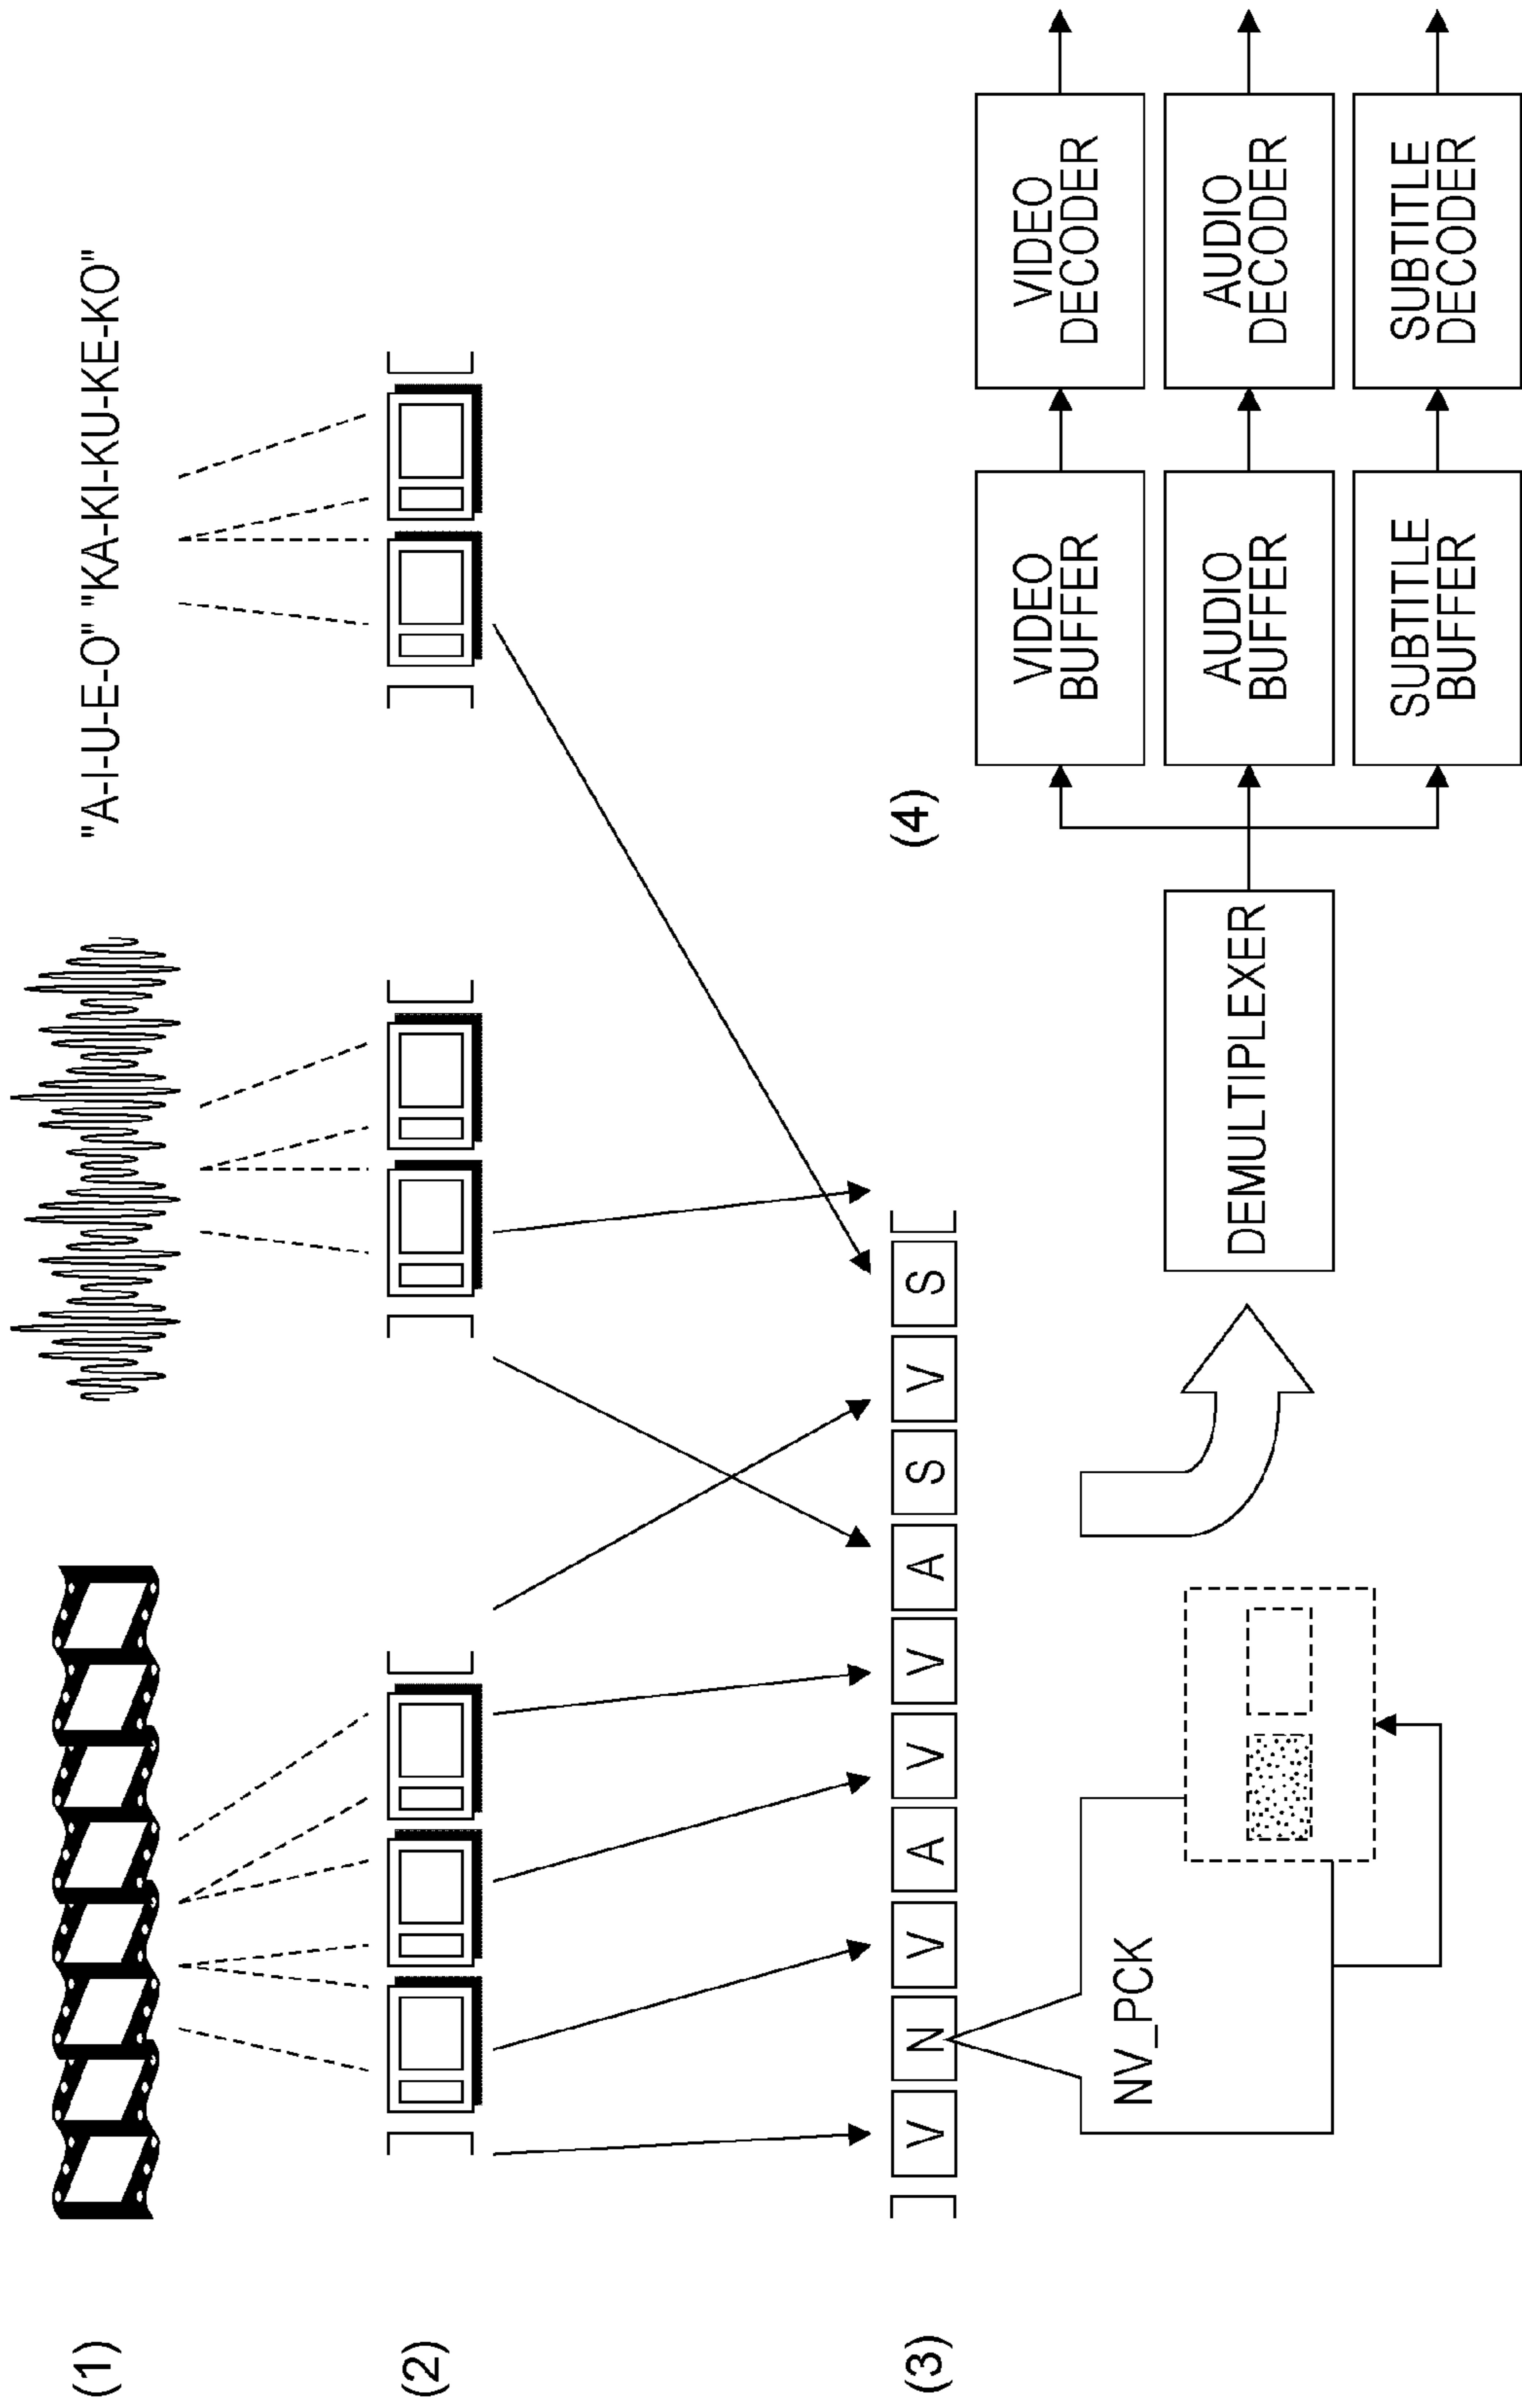 (1)
"A-I-U-E-O" "KA-KI-KU-KE-KO"
(2)
(3)
V
N
V
A
V
V
A
S
V
S
NV_PCK
(4)
DEMULTIPLEXER
VIDEO
BUFFER
VIDEO
DECODER
AUDIO
BUFFER
AUDIO
DECODER
SUBTITLE
BUFFER
SUBTITLE
DECODER